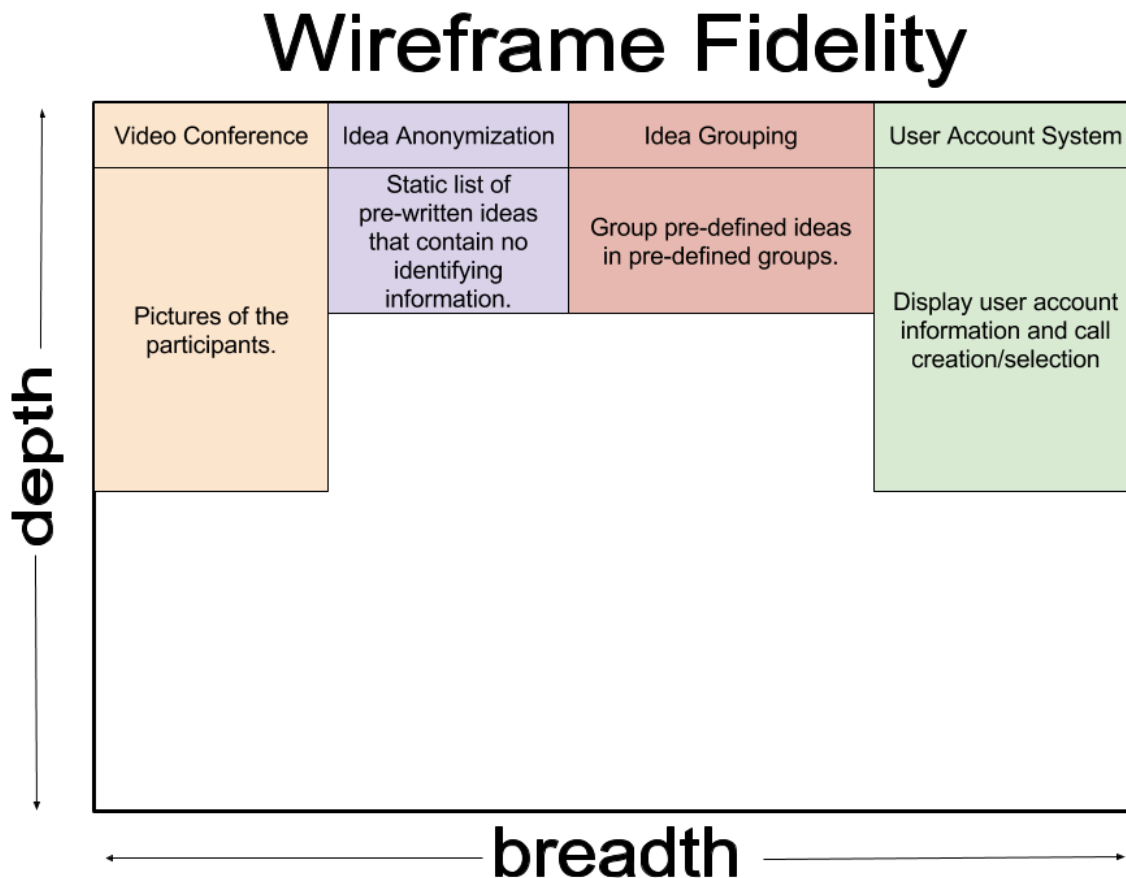 Wireframe Fidelity
Video Conference
Idea Anonymization
Idea Grouping
User Account System
Pictures of the
participants.
Static list of
pre-written ideas
that contain no
identifying
information.
Group pre-defined ideas
in pre-defined groups.
Display user account
information and call
creation/selection
depth
breadth